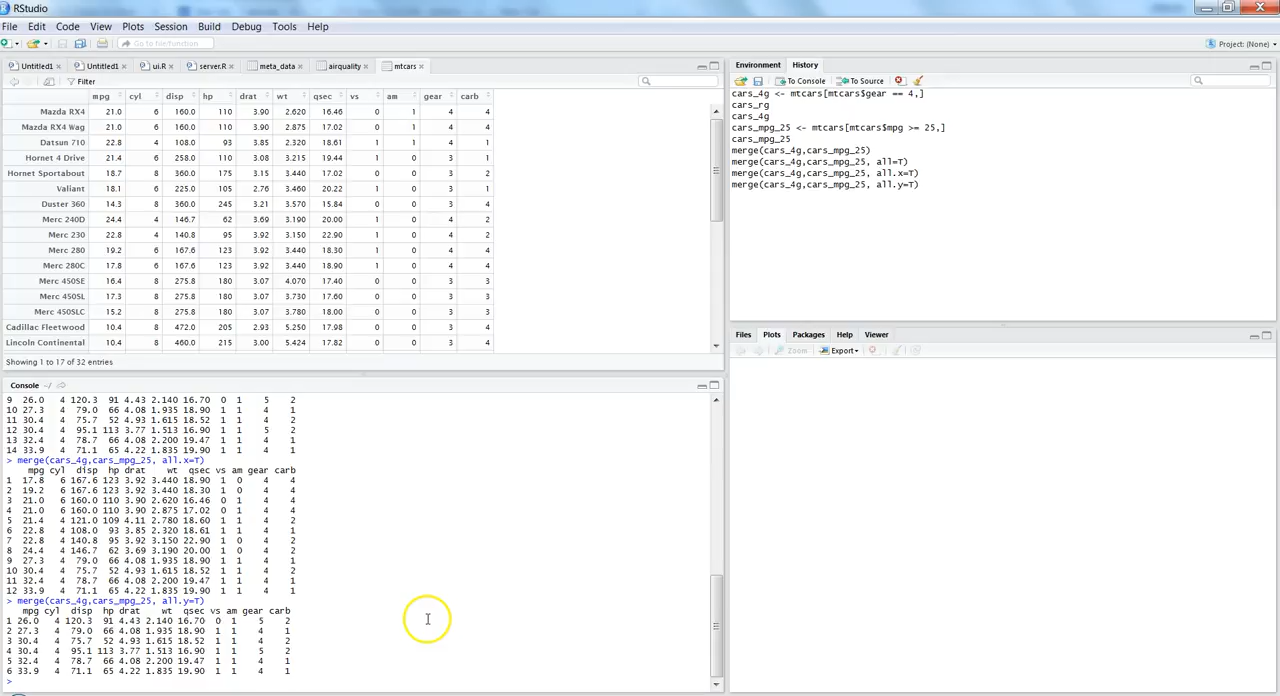 RStudio
File Edit Code View Plots Session Build Debug Tools Help
Go to file/function Project: (None)
Untitled1 Untitled1 ui.R server.R meta_data airquality mtcars
Filter
mpg cyl disp hp drat wt qsec vs am gear carb
Mazda RX4 21.0 6 160.0 110 3.90 2.620 16.46 0 1 4 4
Mazda RX4 Wag 21.0 6 160.0 110 3.90 2.875 17.02 0 1 4 4
Datsun 710 22.8 4 108.0 93 3.85 2.320 18.61 1 1 4 1
Hornet 4 Drive 21.4 6 258.0 110 3.08 3.215 19.44 1 0 3 1
Hornet Sportabout 18.7 8 360.0 175 3.15 3.440 17.02 0 0 3 2
Valiant 18.1 6 225.0 105 2.76 3.460 20.22 1 0 3 1
Duster 360 14.3 8 360.0 245 3.21 3.570 15.84 0 0 3 4
Merc 240D 24.4 4 146.7 62 3.69 3.190 20.00 1 0 4 2
Merc 230 22.8 4 140.8 95 3.92 3.150 22.90 1 0 4 2
Merc 280 19.2 6 167.6 123 3.92 3.440 18.30 1 0 4 4
Merc 280C 17.8 6 167.6 123 3.92 3.440 18.90 1 0 4 4
Merc 450SE 16.4 8 275.8 180 3.07 4.070 17.40 0 0 3 3
Merc 450SL 17.3 8 275.8 180 3.07 3.730 17.60 0 0 3 3
Merc 450SLC 15.2 8 275.8 180 3.07 3.780 18.00 0 0 3 3
Cadillac Fleetwood 10.4 8 472.0 205 2.93 5.250 17.98 0 0 3 4
Lincoln Continental 10.4 8 460.0 215 3.00 5.424 17.82 0 0 3 4
Showing 1 to 17 of 32 entries
Console ~/
9 26.0 4 120.3 91 4.43 2.140 16.70 0 1 5 2
10 27.3 4 79.0 66 4.08 1.935 18.90 1 1 4 1
11 30.4 4 75.7 52 4.93 1.615 18.52 1 1 4 2
12 30.4 4 95.1 113 3.77 1.513 16.90 1 1 5 2
13 32.4 4 78.7 66 4.08 2.200 19.47 1 1 4 1
14 33.9 4 71.1 65 4.22 1.835 19.90 1 1 4 1
> merge(cars_4g,cars_mpg_25, all.x=T)
mpg cyl disp hp drat wt qsec vs am gear carb
1 17.8 6 167.6 123 3.92 3.440 18.90 1 0 4 4
2 19.2 6 167.6 123 3.92 3.440 18.30 1 0 4 4
3 21.0 6 160.0 110 3.90 2.620 16.46 0 1 4 4
4 21.0 6 160.0 110 3.90 2.875 17.02 0 1 4 4
5 21.4 4 121.0 109 4.11 2.780 18.60 1 1 4 2
6 22.8 4 108.0 93 3.85 2.320 18.61 1 1 4 1
7 22.8 4 140.8 95 3.92 3.150 22.90 1 0 4 2
8 24.4 4 146.7 62 3.69 3.190 20.00 1 0 4 2
9 27.3 4 79.0 66 4.08 1.935 18.90 1 1 4 1
10 30.4 4 75.7 52 4.93 1.615 18.52 1 1 4 2
11 32.4 4 78.7 66 4.08 2.200 19.47 1 1 4 1
12 33.9 4 71.1 65 4.22 1.835 19.90 1 1 4 1
> merge(cars_4g,cars_mpg_25, all.y=T)
mpg cyl disp hp drat wt qsec vs am gear carb
1 26.0 4 120.3 91 4.43 2.140 16.70 0 1 5 2
2 27.3 4 79.0 66 4.08 1.935 18.90 1 1 4 1
3 30.4 4 75.7 52 4.93 1.615 18.52 1 1 4 2
4 30.4 4 95.1 113 3.77 1.513 16.90 1 1 5 2
5 32.4 4 78.7 66 4.08 2.200 19.47 1 1 4 1
6 33.9 4 71.1 65 4.22 1.835 19.90 1 1 4 1
>
Environment History
To Console To Source
cars_4g <- mtcars[mtcars$gear == 4,]
cars_rg
cars_4g
cars_mpg_25 <- mtcars[mtcars$mpg >= 25,]
cars_mpg_25
merge(cars_4g,cars_mpg_25)
merge(cars_4g,cars_mpg_25, all=T)
merge(cars_4g,cars_mpg_25, all.x=T)
merge(cars_4g,cars_mpg_25, all.y=T)
Files Plots Packages Help Viewer
Zoom Export